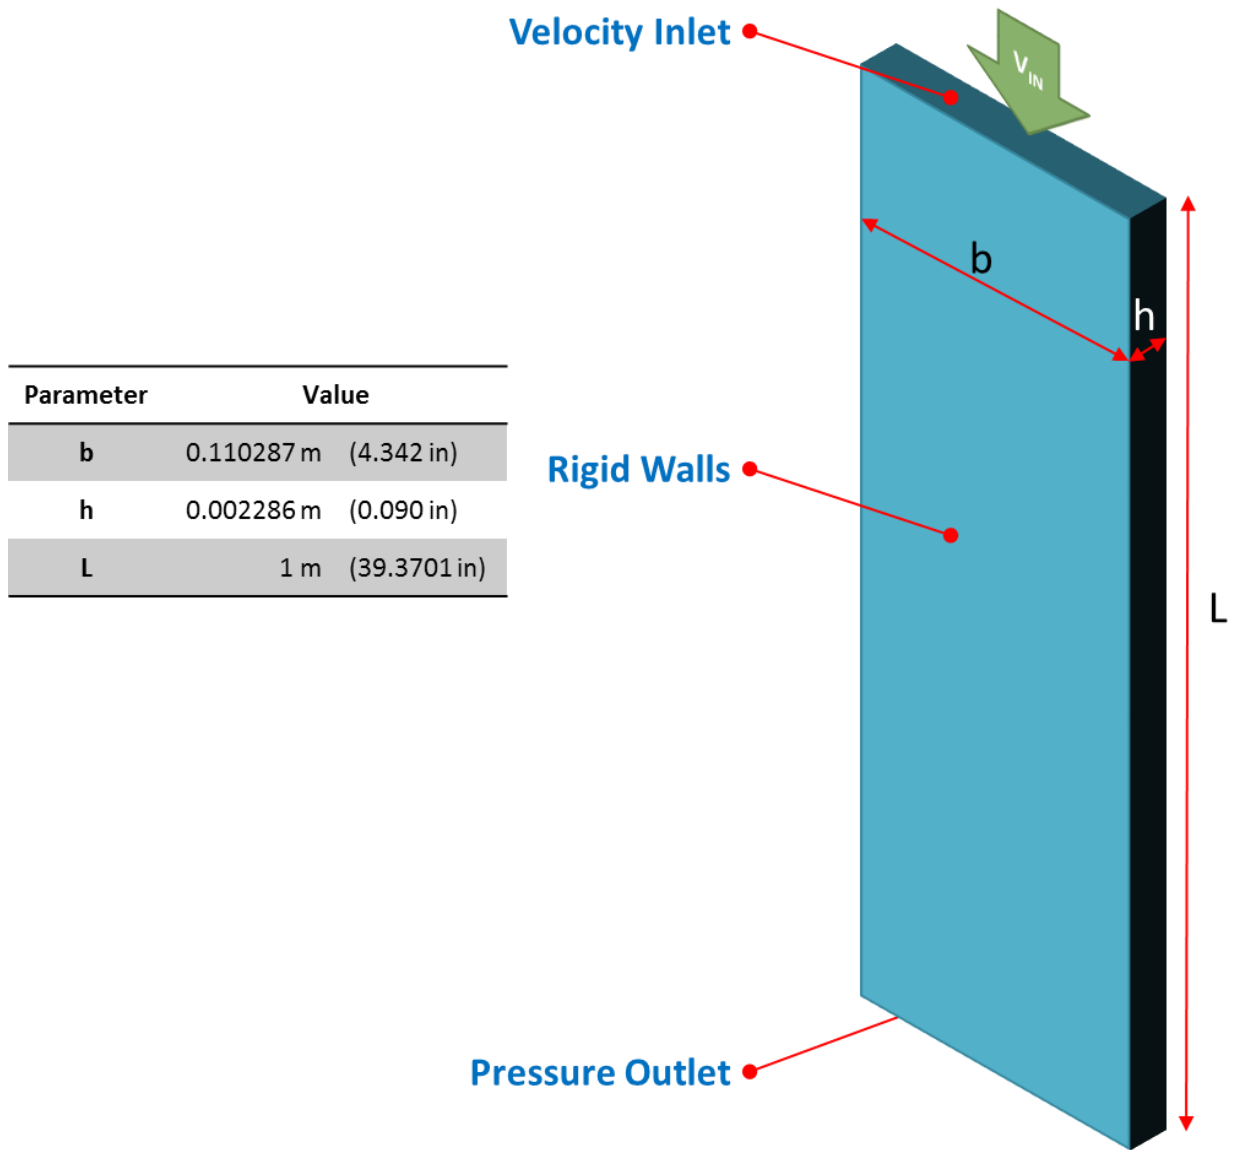 Velocity Inlet
V_IN
b
h
Parameter Value
b 0.110287 m (4.342 in)
h 0.002286 m (0.090 in)
L 1 m (39.3701 in)
Rigid Walls
L
Pressure Outlet